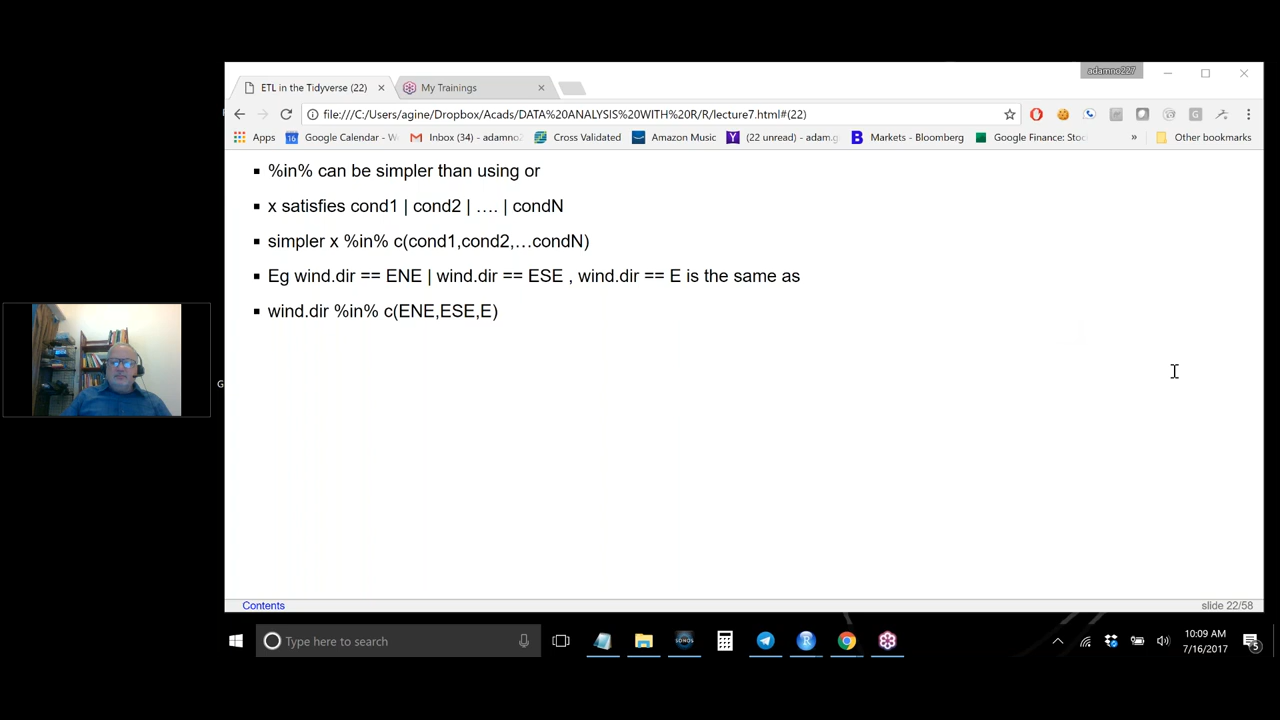 adamno227
ETL in the Tidyverse (22)
My Trainings
file:///C:/Users/agine/Dropbox/Acads/DATA%20ANALYSIS%20WITH%20R/R/lecture7.html#(22)
Apps
Google Calendar - W
Inbox (34) - adamno
Cross Validated
Amazon Music
(22 unread) - adam.g
Markets - Bloomberg
Google Finance: Stoc
»
Other bookmarks
%in% can be simpler than using or
x satisfies cond1 | cond2 | …. | condN
simpler x %in% c(cond1,cond2,…condN)
Eg wind.dir == ENE | wind.dir == ESE , wind.dir == E is the same as
wind.dir %in% c(ENE,ESE,E)
G
Contents
slide 22/58
Type here to search
SONOS
10:09 AM
7/16/2017
5